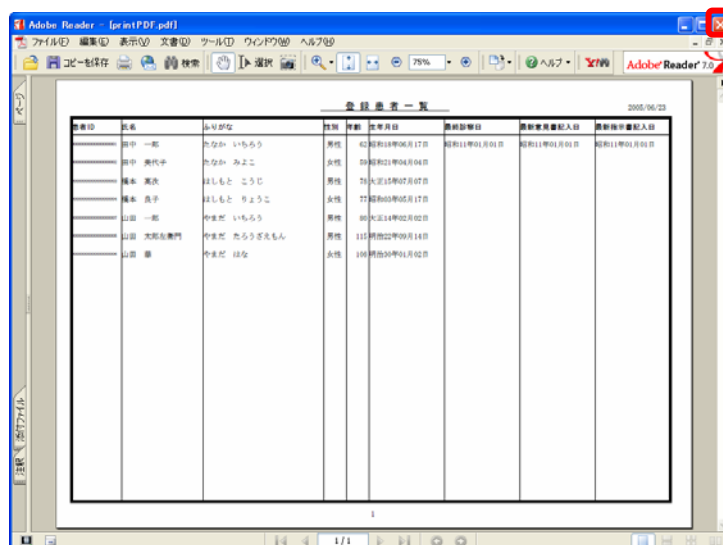 Adobe Reader - [printPDF.pdf]
ファイル(F) 編集(E) 表示(V) 文書(D) ツール(T) ウィンドウ(W) ヘルプ(H)
コピーを保存 検索 選択 75% ヘルプ Y! Adobe Reader 7.0
ページ
登録患者一覧
2005/06/23
患者ID 氏名 ふりがな 性別 年齢 生年月日 最終診察日 最新意見書記入日 最新指示書記入日
田中 一郎 たなか いちろう 男性 62 昭和18年06月17日 昭和11年01月01日 昭和11年01月01日 昭和11年01月01日
田中 美代子 たなか みよこ 女性 59 昭和21年04月04日
橋本 はしもと こうじ 男性 78 大正15年07月07日
橋本 良子 はしもと りょうこ 女性 77 昭和03年05月17日
山田 一郎 やまだ いちろう 男性 80 大正14年02月02日
山田 太郎左衛門 やまだ たろうざえもん 男性 115 明治22年09月14日
山田 やまだ はな 女性 108 明治30年01月02日
添付ファイル
注釈
1
1/1